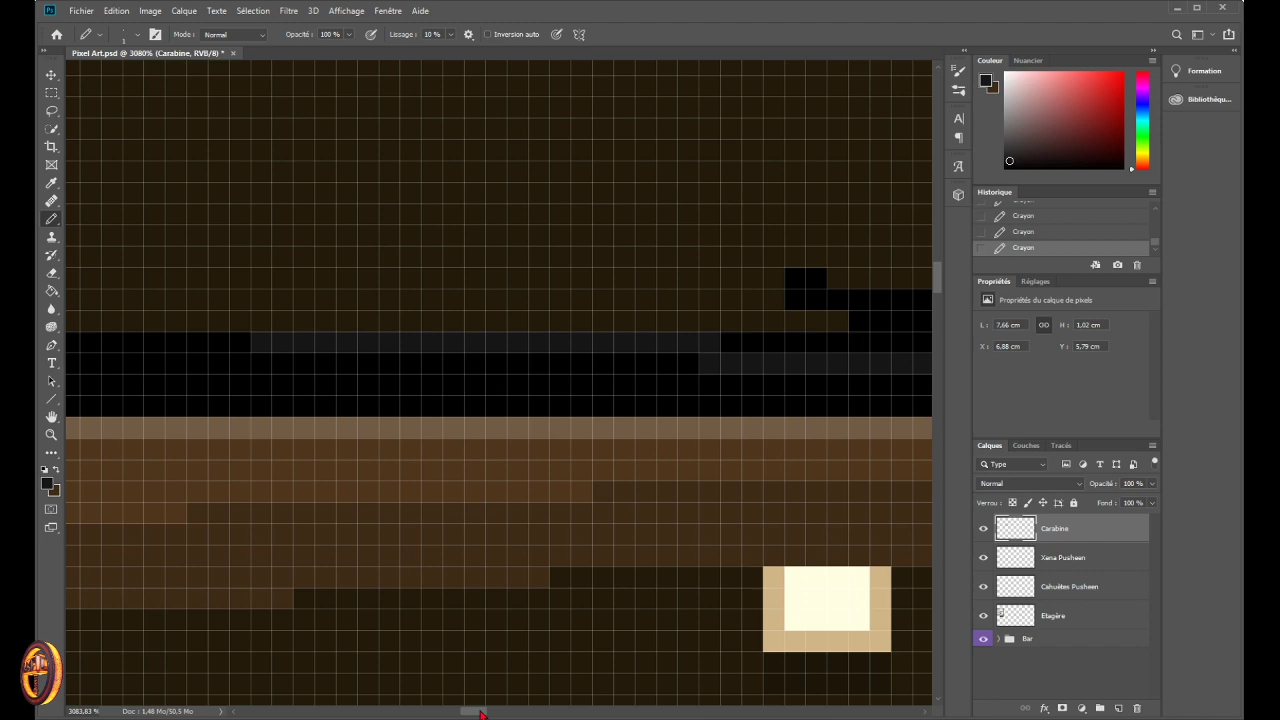 Ps Fichier Edition Image Calque Texte Sélection Filtre 3D Affichage Fenêtre Aide
1 Mode : Normal Opacité : 100 % Lissage : 10 % Inversion auto
Pixel Art.psd @ 3080% (Carabine, RVB/8) * ×
Couleur Nuancier
Formation
Bibliothèqu...
Historique
Crayon
Crayon
Crayon
Propriétés Réglages
Propriétés du calque de pixels
L : 7,66 cm H : 1,02 cm
X : 6,88 cm Y : 5,79 cm
Calques Couches Tracés
Type
Normal Opacité : 100 %
Verrou : Fond : 100 %
Carabine
Xena Pusheen
Cahuètes Pusheen
Etagère
Bar
3083,83 % Doc : 1,48 Mo/50,5 Mo